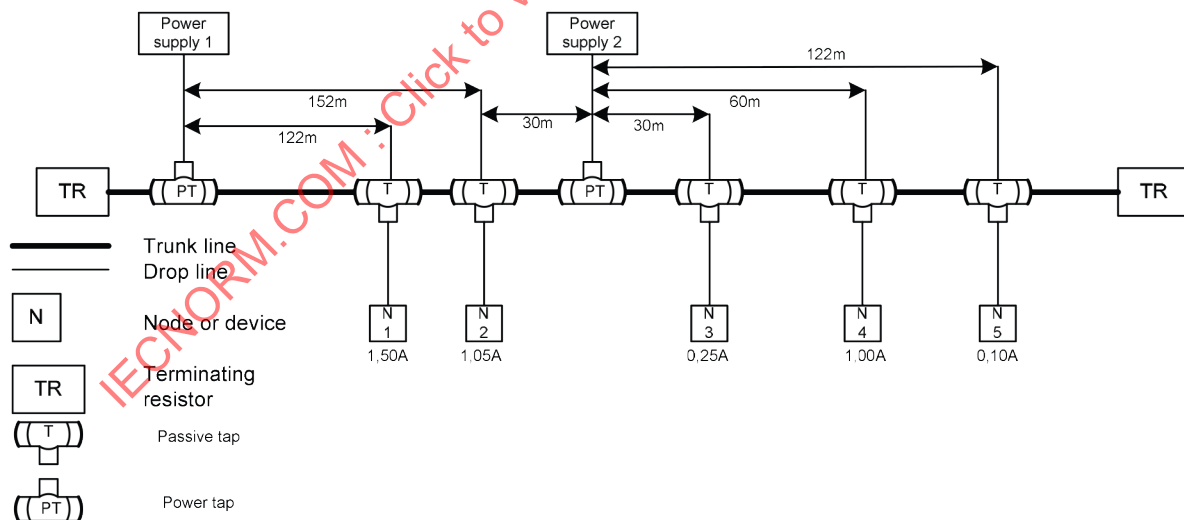 Power
supply 1
Power
supply 2
122m
152m
60m
122m
30m
30m
TR
PT
T
T
PT
T
T
T
TR
Trunk line
Drop line
N
Node or device
N
1
N
2
N
3
N
4
N
5
1,50A
1,05A
0,25A
1,00A
0,10A
TR
Terminating
resistor
T
Passive tap
PT
Power tap
IECNORM.COM : Click to